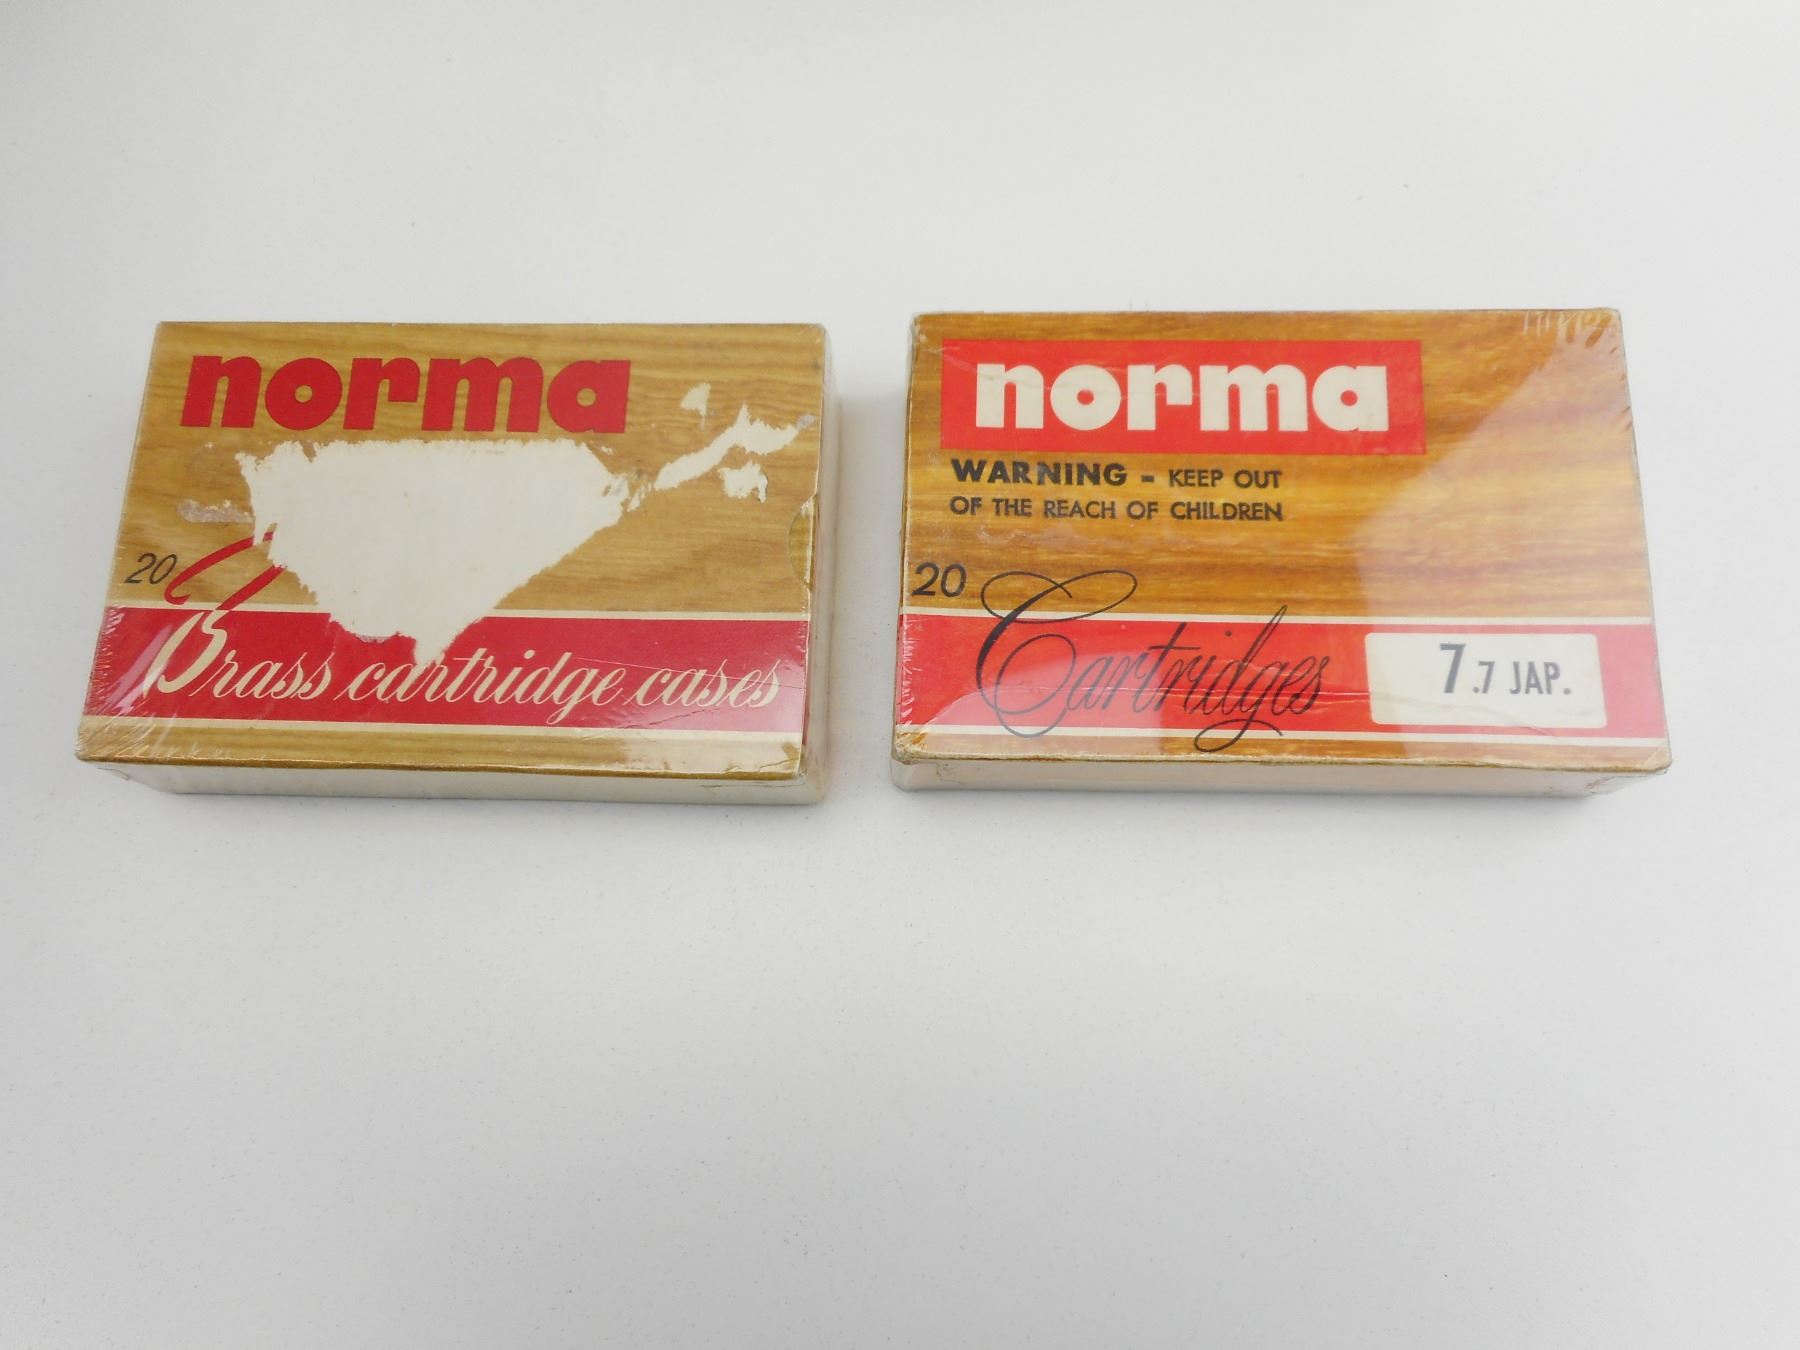 norma
20 Brass cartridge cases
norma
WARNING - KEEP OUT
OF THE REACH OF CHILDREN
20 Cartridges
7.7 JAP.